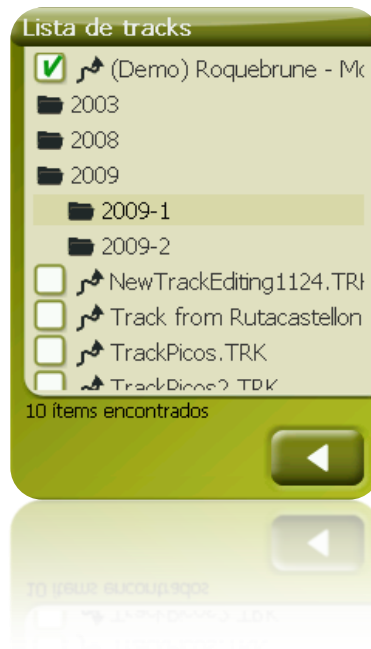 Lista de tracks
(Demo) Roquebrune - Mo
2003
2008
2009
2009-1
2009-2
NewTrackEditing1124.TRK
Track from Rutacastellon
TrackPicos.TRK
TrackPicos2.TRK
10 ítems encontrados